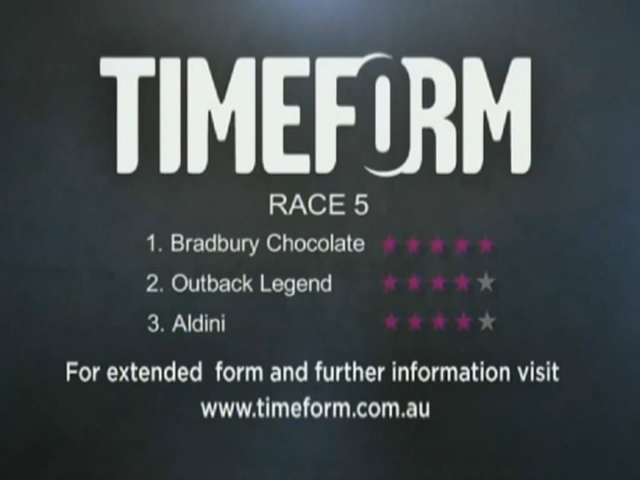 TIMEFORM
RACE 5
1. Bradbury Chocolate
2. Outback Legend
3. Aldini
For extended form and further information visit
www.timeform.com.au